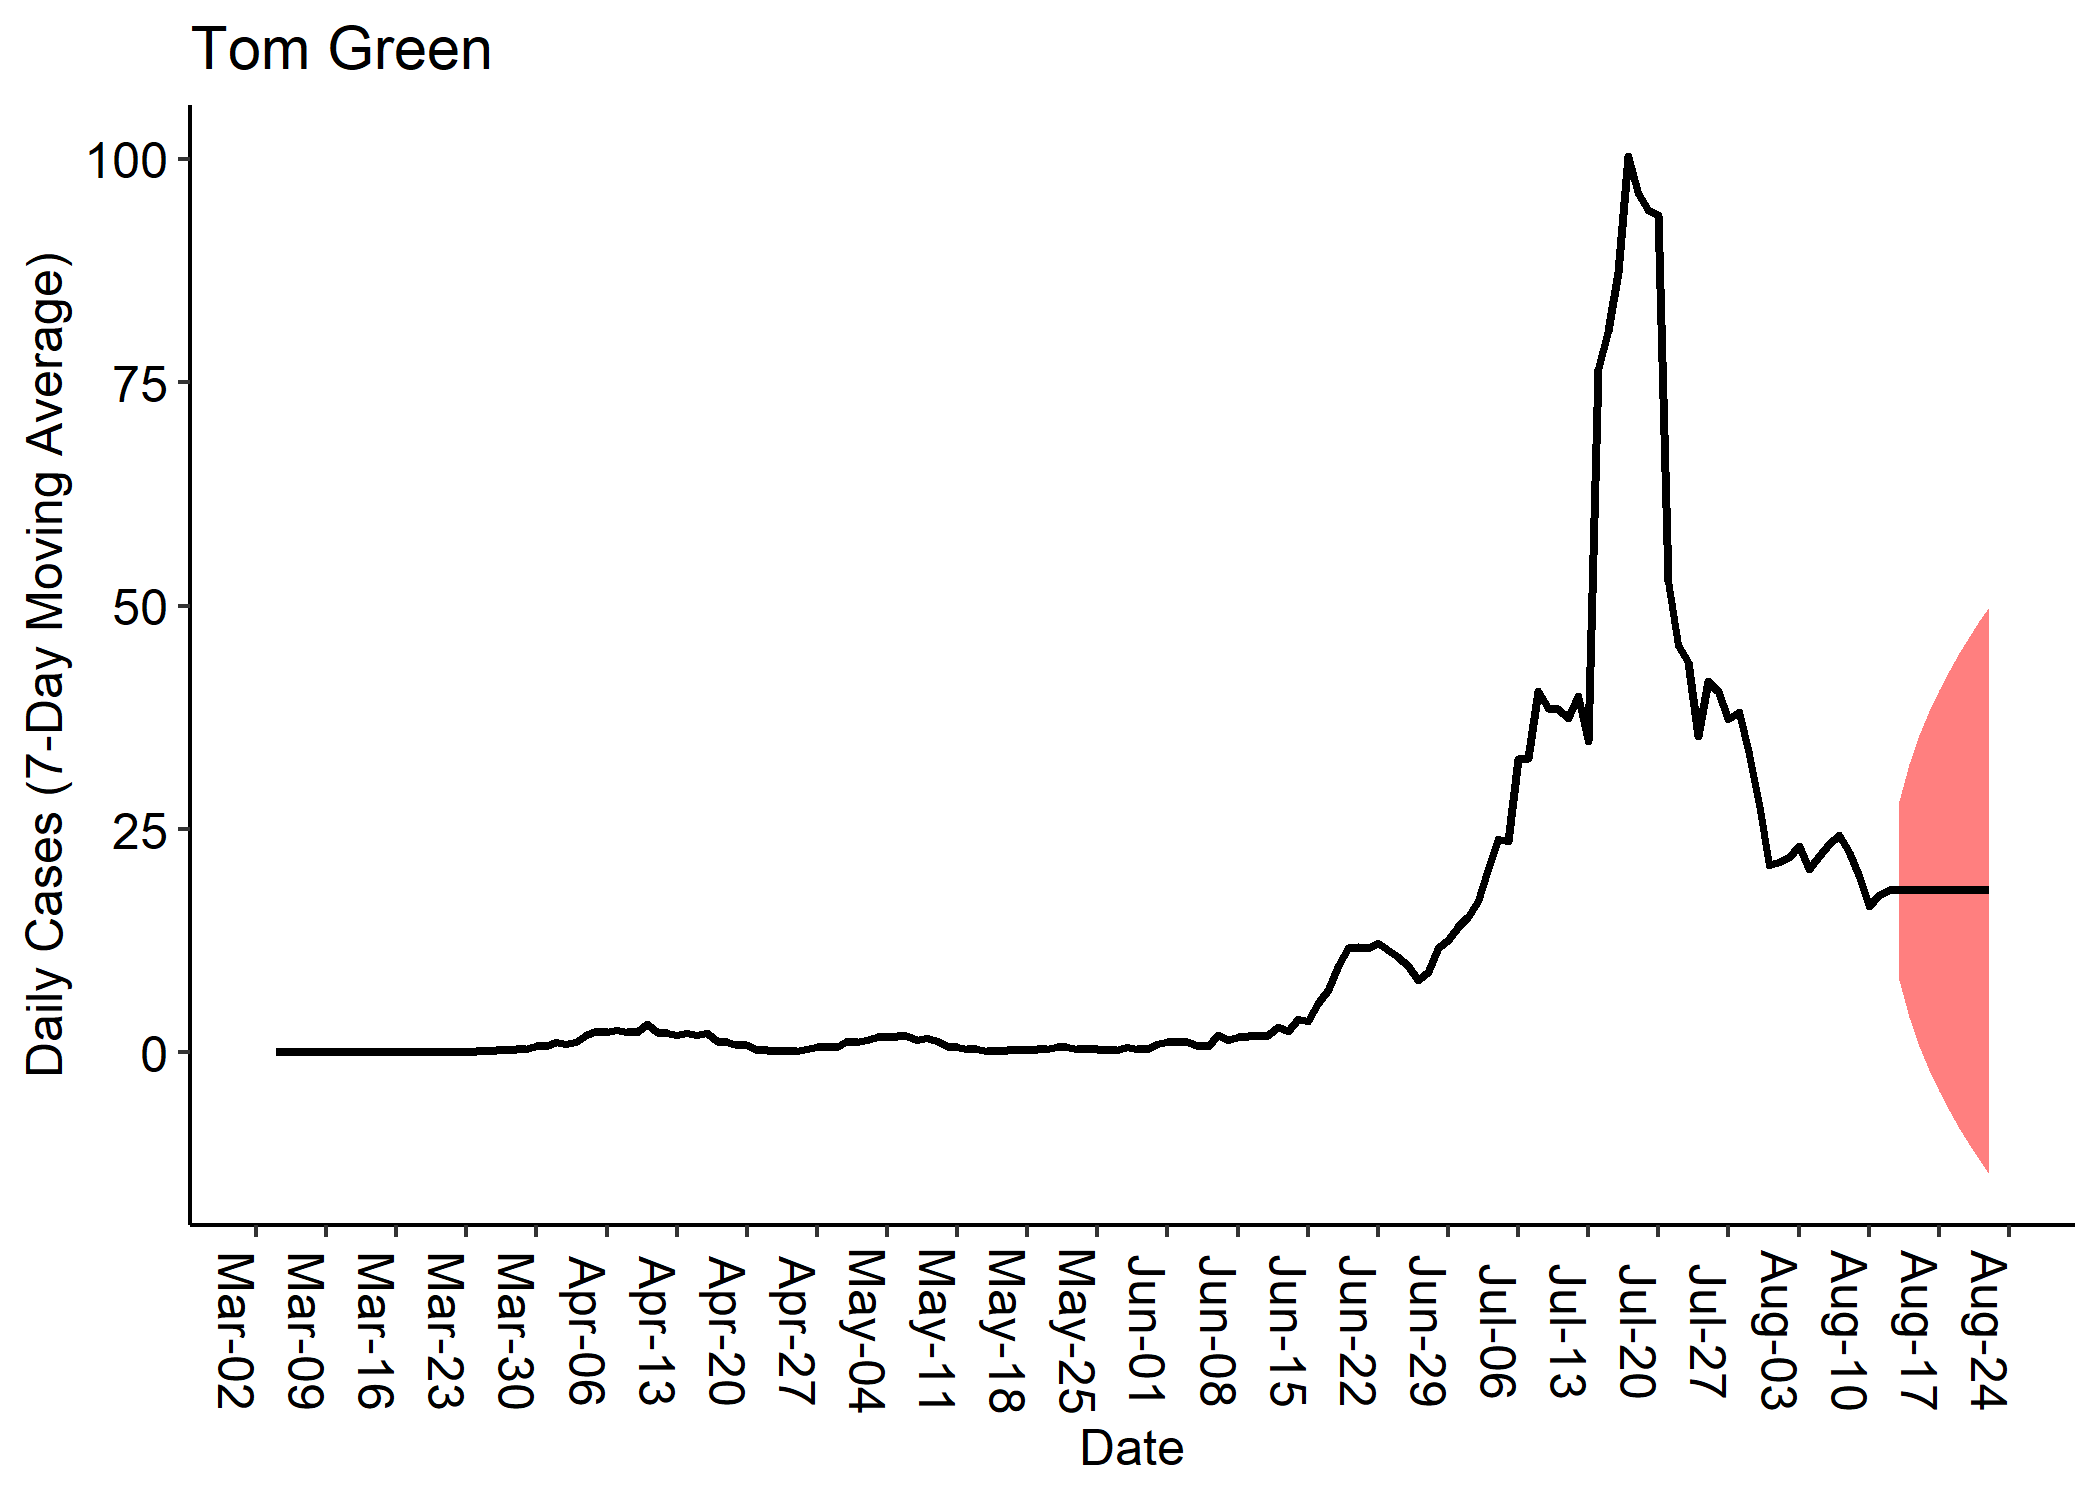 Tom Green
Daily Cases (7-Day Moving Average)
100
75
50
25
0
Mar-02
Mar-09
Mar-16
Mar-23
Mar-30
Apr-06
Apr-13
Apr-20
Apr-27
May-04
May-11
May-18
May-25
Jun-01
Jun-08
Jun-15
Jun-22
Jun-29
Jul-06
Jul-13
Jul-20
Jul-27
Aug-03
Aug-10
Aug-17
Aug-24
Date